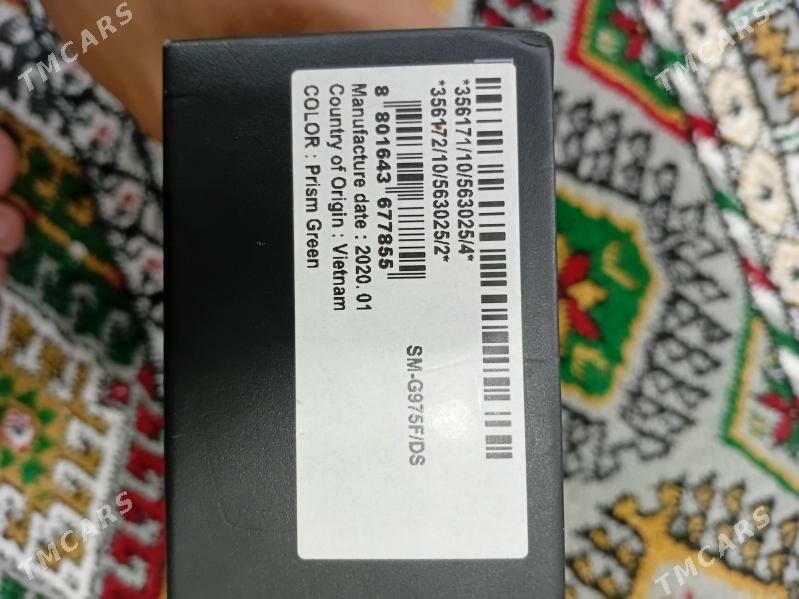 *356171/10/563025/4*
*356172/10/563025/2*
SM-G975F/DS
8 801643 677855
Manufacture date : 2020. 01
Country of Origin : Vietnam
COLOR : Prism Green
TMCARS
TMCARS
TMCARS
TMCARS